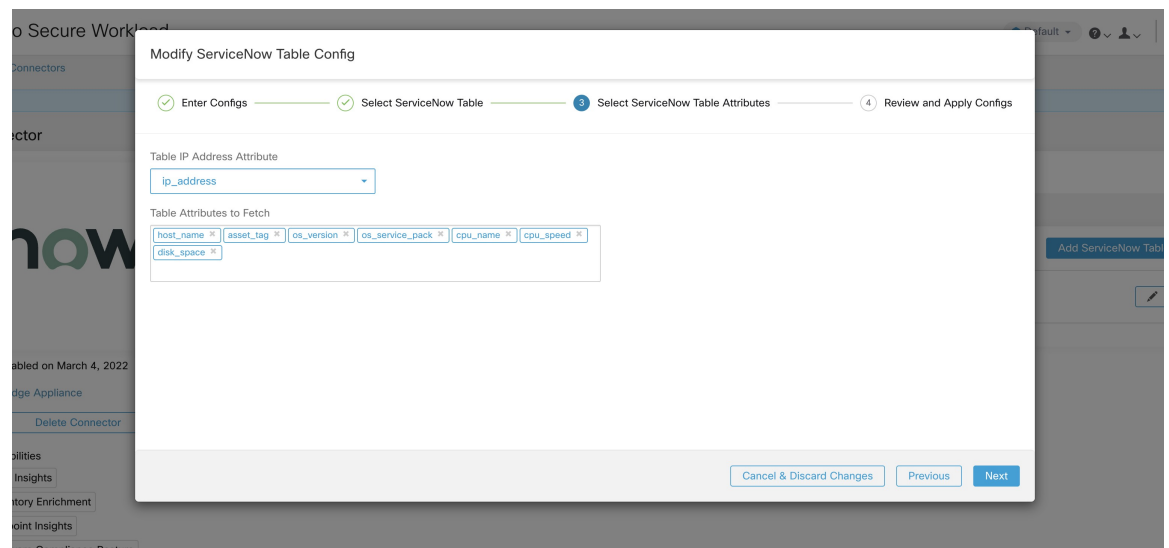 o Secure Workload
Default
Connectors
Modify ServiceNow Table Config
Enter Configs
Select ServiceNow Table
3 Select ServiceNow Table Attributes
4 Review and Apply Configs
ector
Table IP Address Attribute
ip_address
Table Attributes to Fetch
host_name × asset_tag × os_version × os_service_pack × cpu_name × cpu_speed ×
disk_space ×
now
Add ServiceNow Tabl
abled on March 4, 2022
dge Appliance
Delete Connector
bilities
Insights
ntory Enrichment
point Insights
Cancel & Discard Changes
Previous
Next